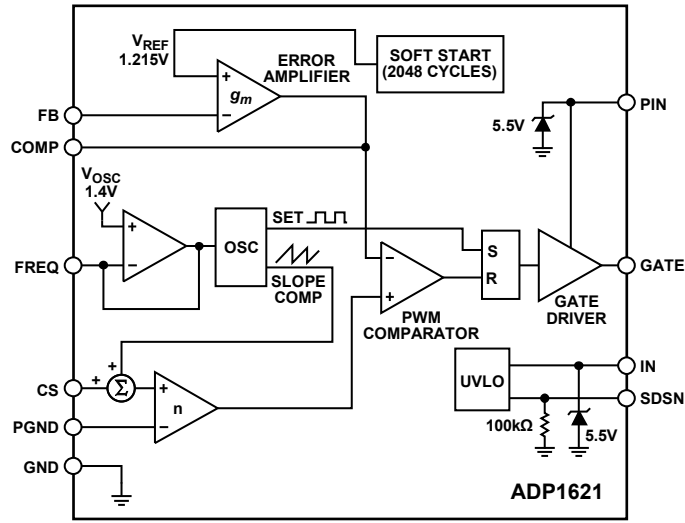 VREF
1.215V
SOFT START
(2048 CYCLES)
ERROR
AMPLIFIER
+
gm
−
FB
COMP
5.5V
PIN
VOSC
1.4V
+
−
FREQ
OSC
SET
SLOPE
COMP
−
+
PWM
COMPARATOR
S
R
GATE
DRIVER
GATE
+
+
Σ
CS
+
n
−
PGND
GND
UVLO
IN
SDSN
100kΩ
5.5V
ADP1621